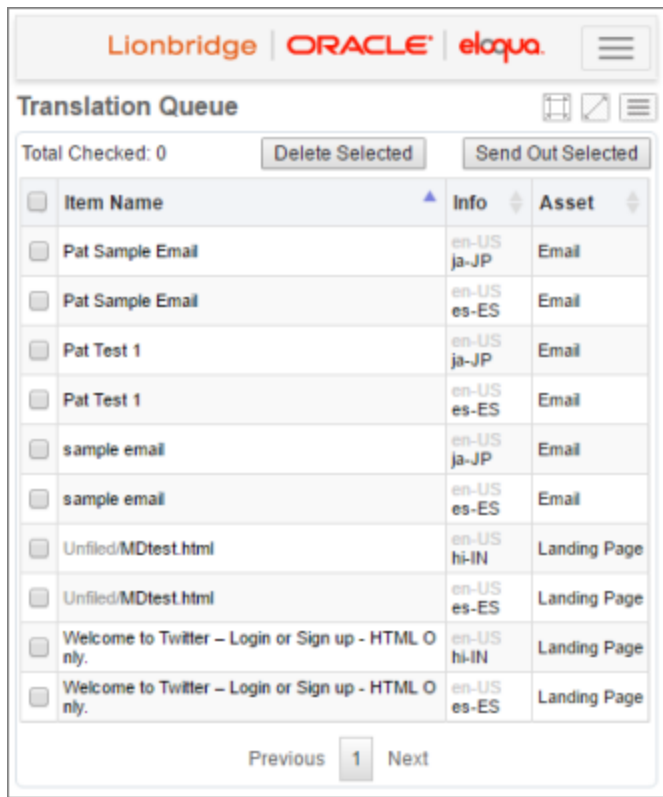 Lionbridge | ORACLE | eloqua.
Translation Queue
Total Checked: 0 Delete Selected Send Out Selected
Item Name Info Asset
Pat Sample Email en-US ja-JP Email
Pat Sample Email en-US es-ES Email
Pat Test 1 en-US ja-JP Email
Pat Test 1 en-US es-ES Email
sample email en-US ja-JP Email
sample email en-US es-ES Email
Unfiled/MDtest.html en-US hi-IN Landing Page
Unfiled/MDtest.html en-US es-ES Landing Page
Welcome to Twitter – Login or Sign up - HTML O
nly. en-US hi-IN Landing Page
Welcome to Twitter – Login or Sign up - HTML O
nly. en-US es-ES Landing Page
Previous 1 Next